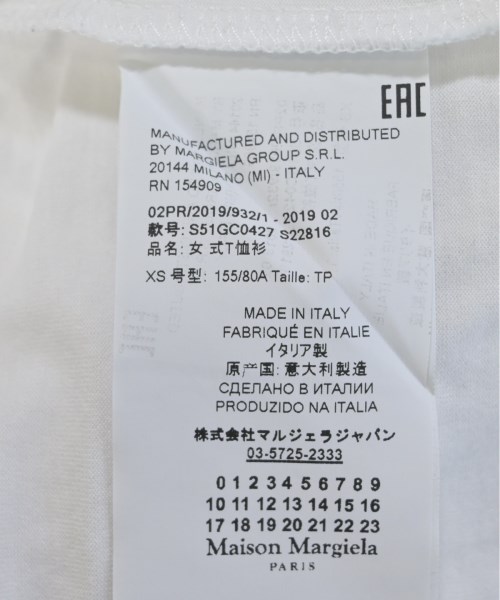 EAC
MANUFACTURED AND DISTRIBUTED
BY MARGIELA GROUP S.R.L.
20144 MILANO (MI) - ITALY
RN 154909
02PR/2019/932/1 - 2019 02
款号: S51GC0427 S22816
品名: 女 式T恤衫
XS 号型: 155/80A Taille: TP
MADE IN ITALY
FABRIQUÉ EN ITALIE
イタリア製
原产国: 意大利製造
СДЕЛАНО В ИТАЛИИ
PRODUZIDO NA ITALIA
株式会社マルジェラジャパン
03-5725-2333
0 1 2 3 4 5 6 7 8 9
10 11 12 13 14 15 16
17 18 19 20 21 22 23
Maison Margiela
PARIS